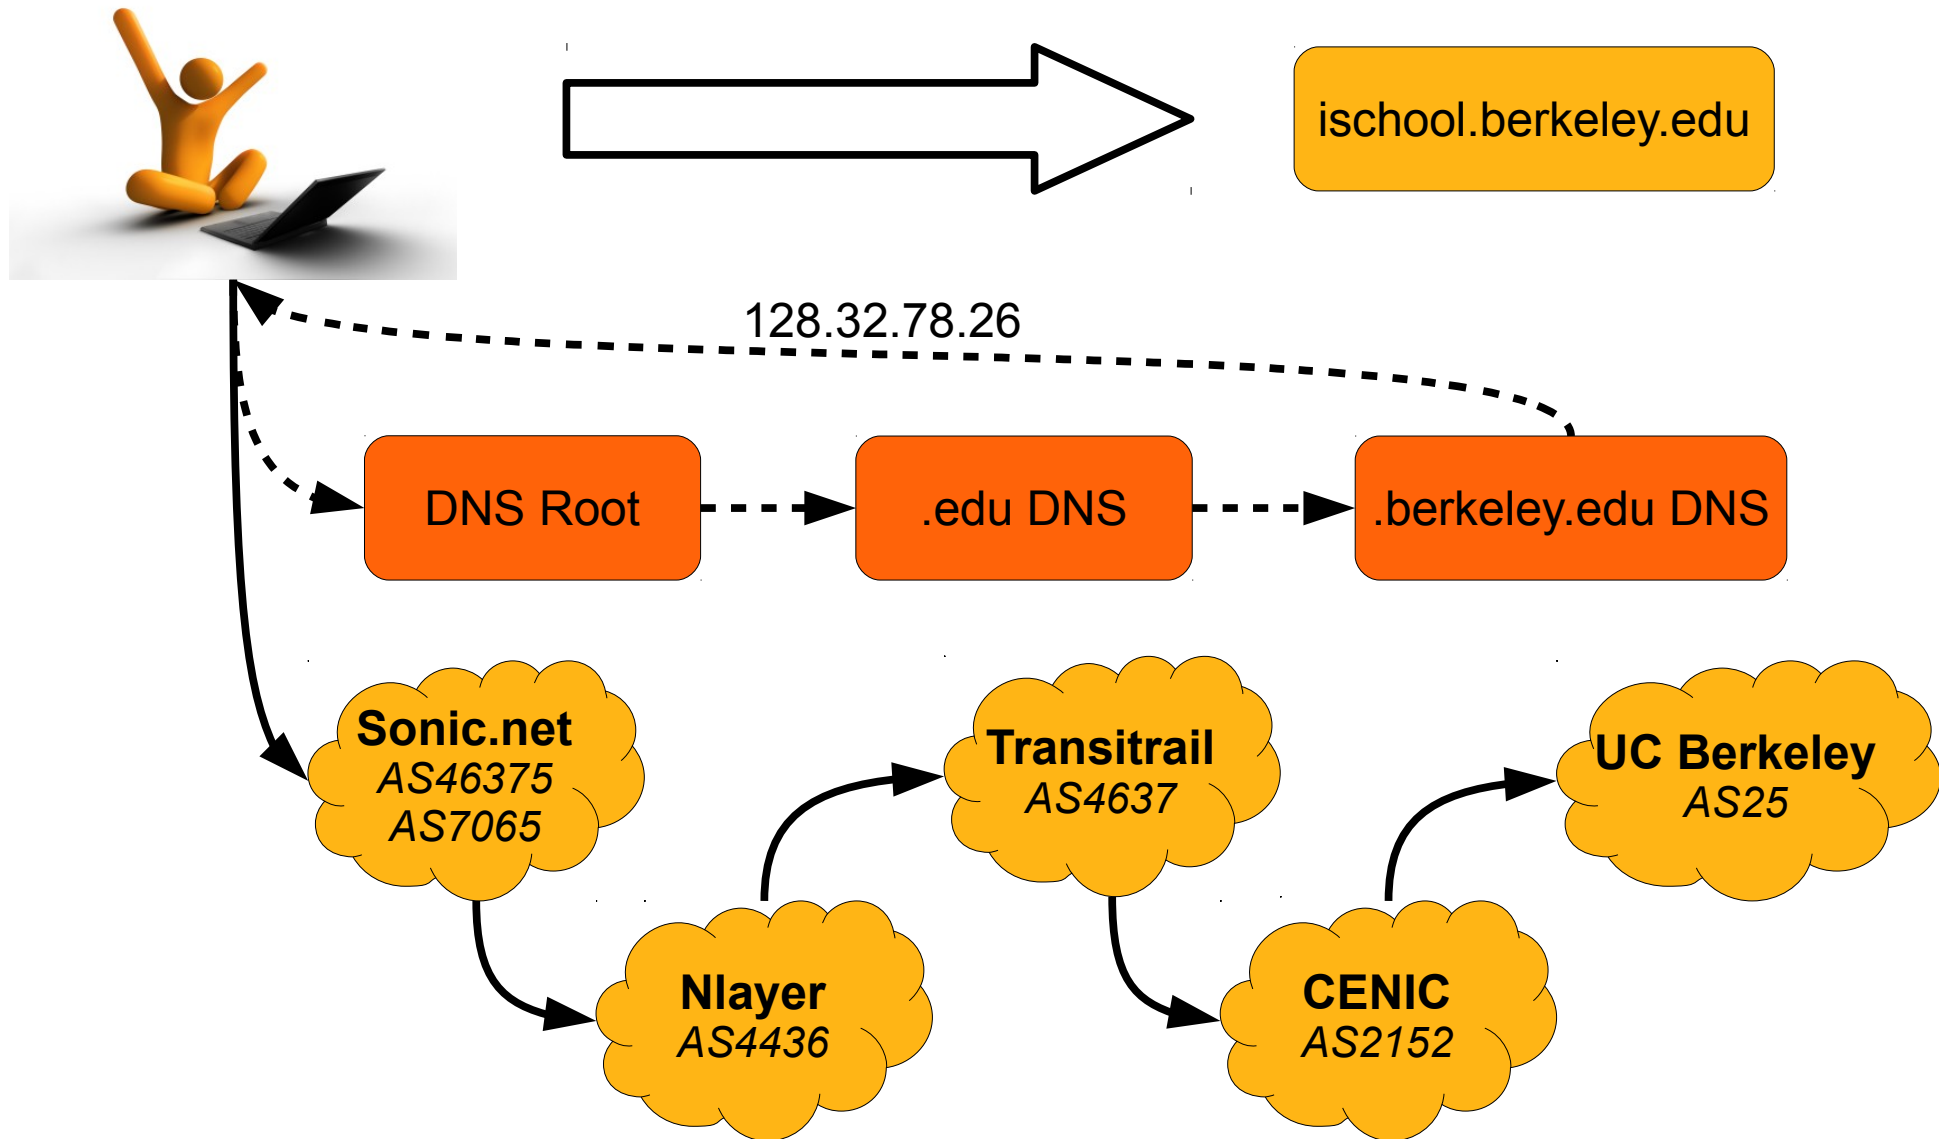 ischool.berkeley.edu
128.32.78.26
DNS Root
.edu DNS
.berkeley.edu DNS
Sonic.net
AS46375
AS7065
Nlayer
AS4436
Transitrail
AS4637
CENIC
AS2152
UC Berkeley
AS25